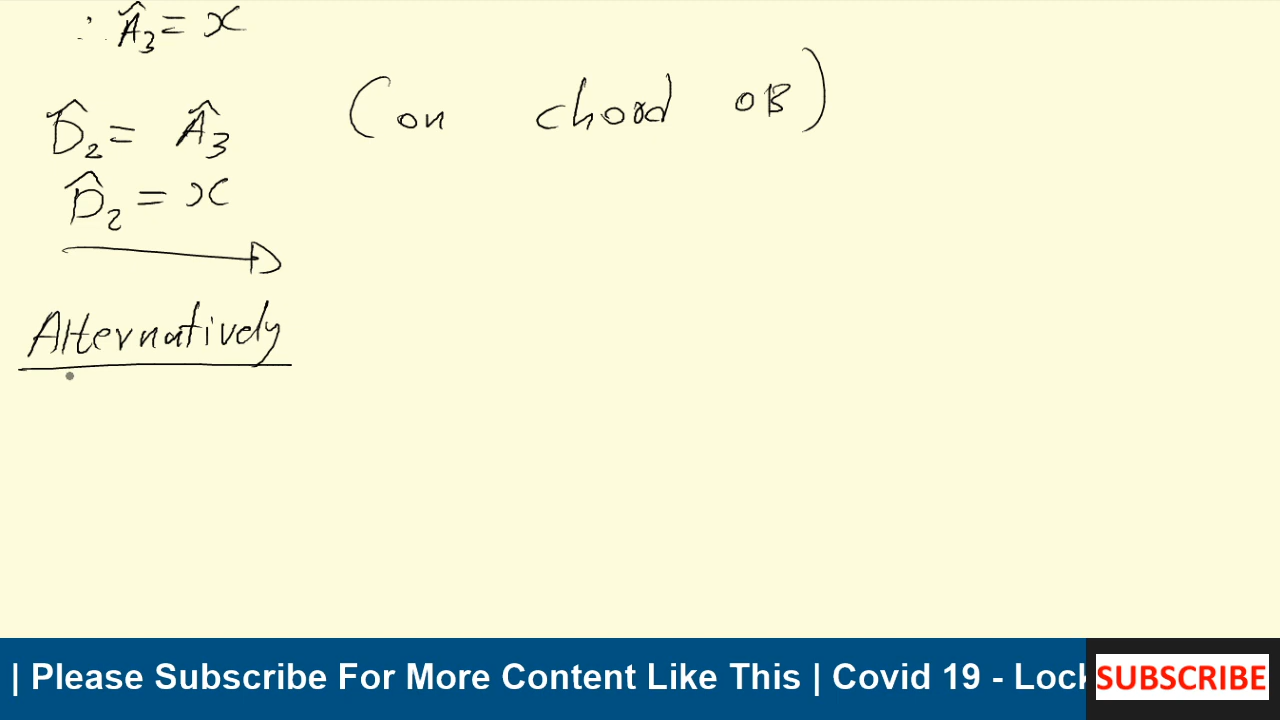 ∴ Â₃ = x
(on chord OB)
D̂₂ = Â₃
D̂₂ = x
Alternatively
| Please Subscribe For More Content Like This | Covid 19 - Lock
SUBSCRIBE